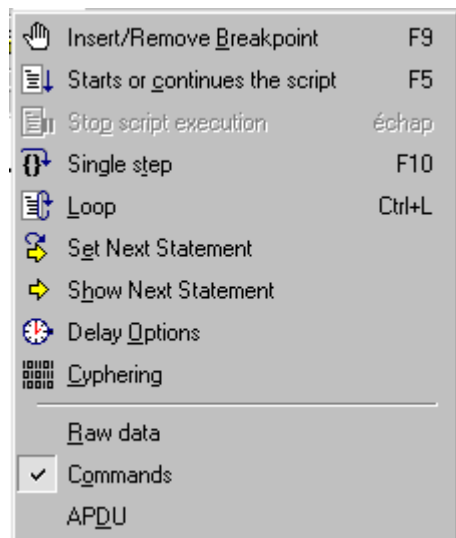 Insert/Remove Breakpoint F9
Starts or continues the script F5
Stop script execution échap
Single step F10
Loop Ctrl+L
Set Next Statement
Show Next Statement
Delay Options
Cyphering
Raw data
Commands
APDU